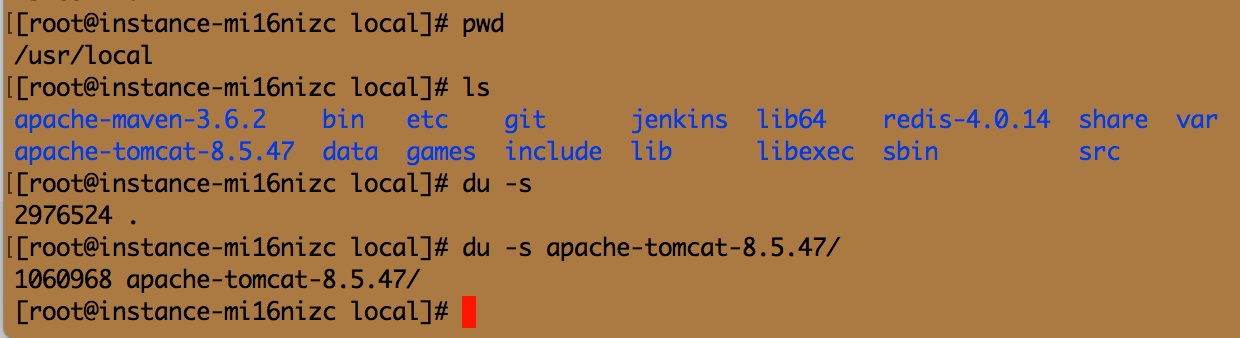 [[root@instance-mi16nizc local]# pwd
/usr/local
[[root@instance-mi16nizc local]# ls
apache-maven-3.6.2 bin etc git jenkins lib64 redis-4.0.14 share var
apache-tomcat-8.5.47 data games include lib libexec sbin src
[[root@instance-mi16nizc local]# du -s
2976524 .
[[root@instance-mi16nizc local]# du -s apache-tomcat-8.5.47/
1060968 apache-tomcat-8.5.47/
[root@instance-mi16nizc local]#